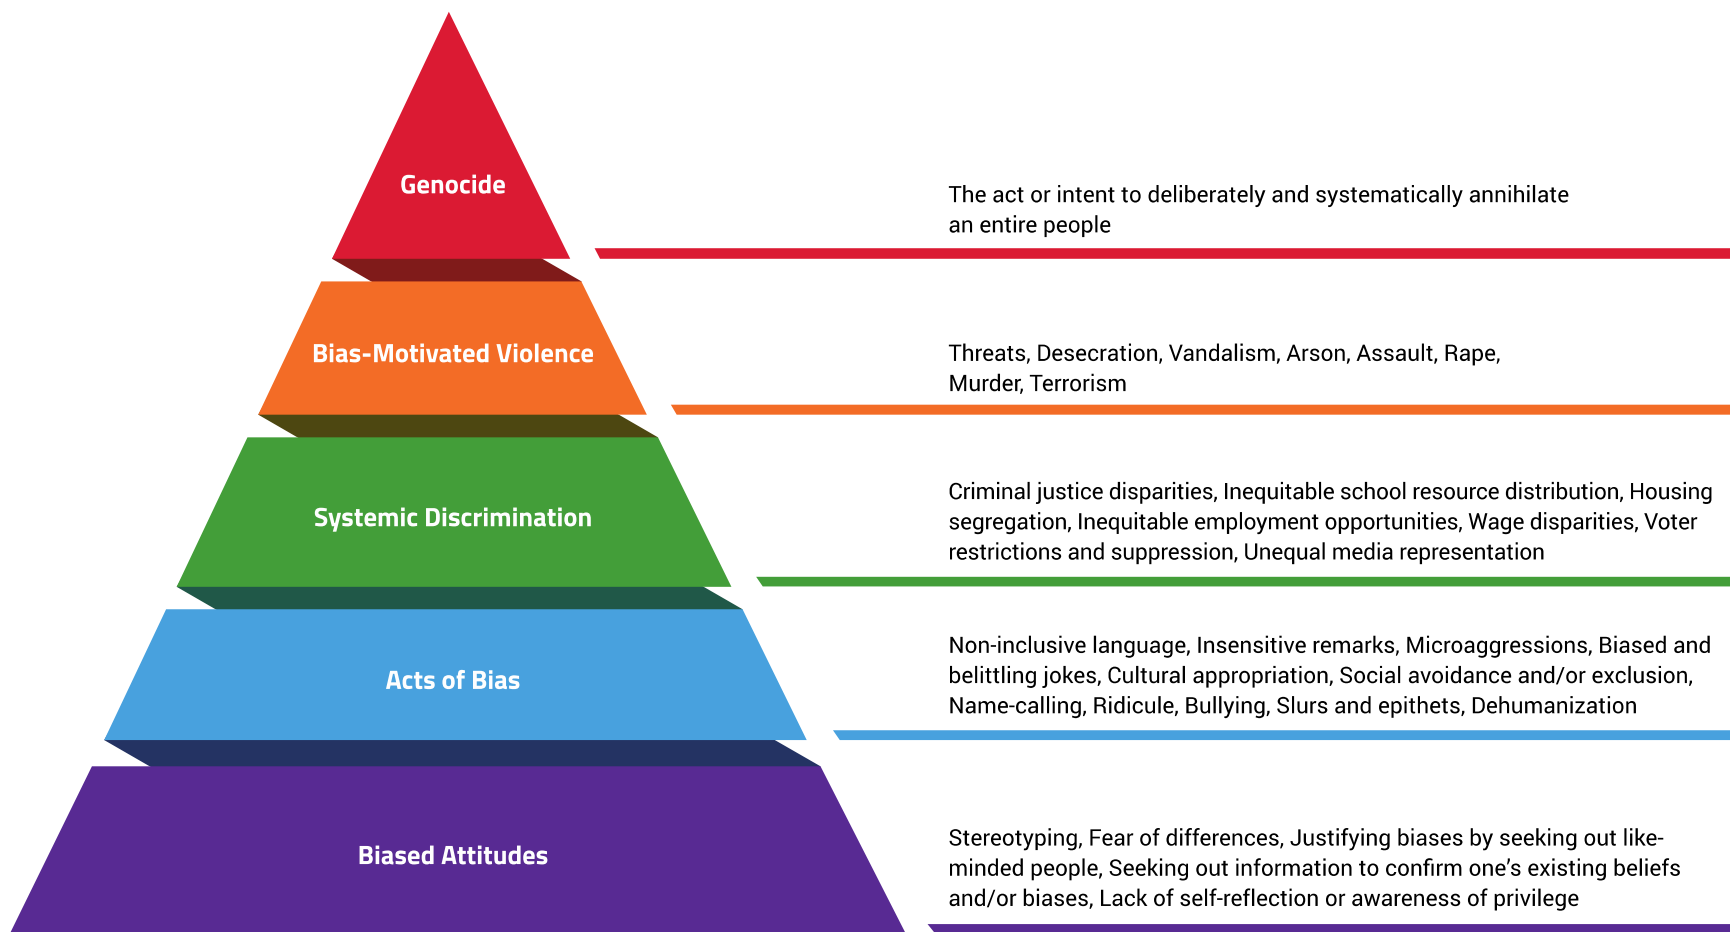 Genocide
The act or intent to deliberately and systematically annihilate
an entire people
Bias-Motivated Violence
Threats, Desecration, Vandalism, Arson, Assault, Rape,
Murder, Terrorism
Systemic Discrimination
Criminal justice disparities, Inequitable school resource distribution, Housing
segregation, Inequitable employment opportunities, Wage disparities, Voter
restrictions and suppression, Unequal media representation
Acts of Bias
Non-inclusive language, Insensitive remarks, Microaggressions, Biased and
belittling jokes, Cultural appropriation, Social avoidance and/or exclusion,
Name-calling, Ridicule, Bullying, Slurs and epithets, Dehumanization
Biased Attitudes
Stereotyping, Fear of differences, Justifying biases by seeking out like-
minded people, Seeking out information to confirm one’s existing beliefs
and/or biases, Lack of self-reflection or awareness of privilege